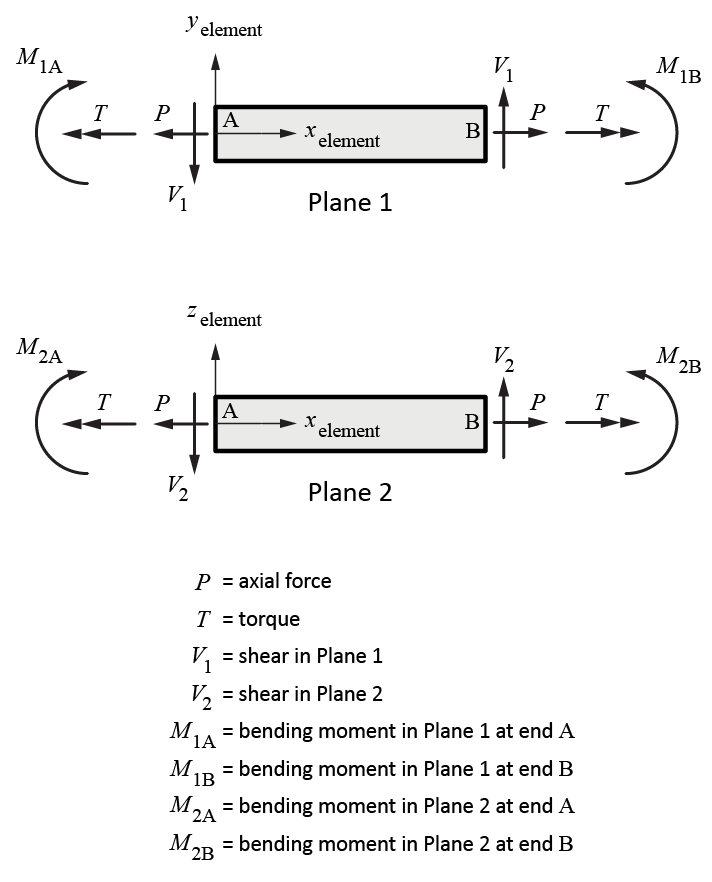 y element
M1A
V1
M1B
T
P
A
x element
B
P
T
V1
Plane 1
z element
M2A
V2
M2B
T
P
A
x element
B
P
T
V2
Plane 2
P = axial force
T = torque
V1 = shear in Plane 1
V2 = shear in Plane 2
M1A = bending moment in Plane 1 at end A
M1B = bending moment in Plane 1 at end B
M2A = bending moment in Plane 2 at end A
M2B = bending moment in Plane 2 at end B